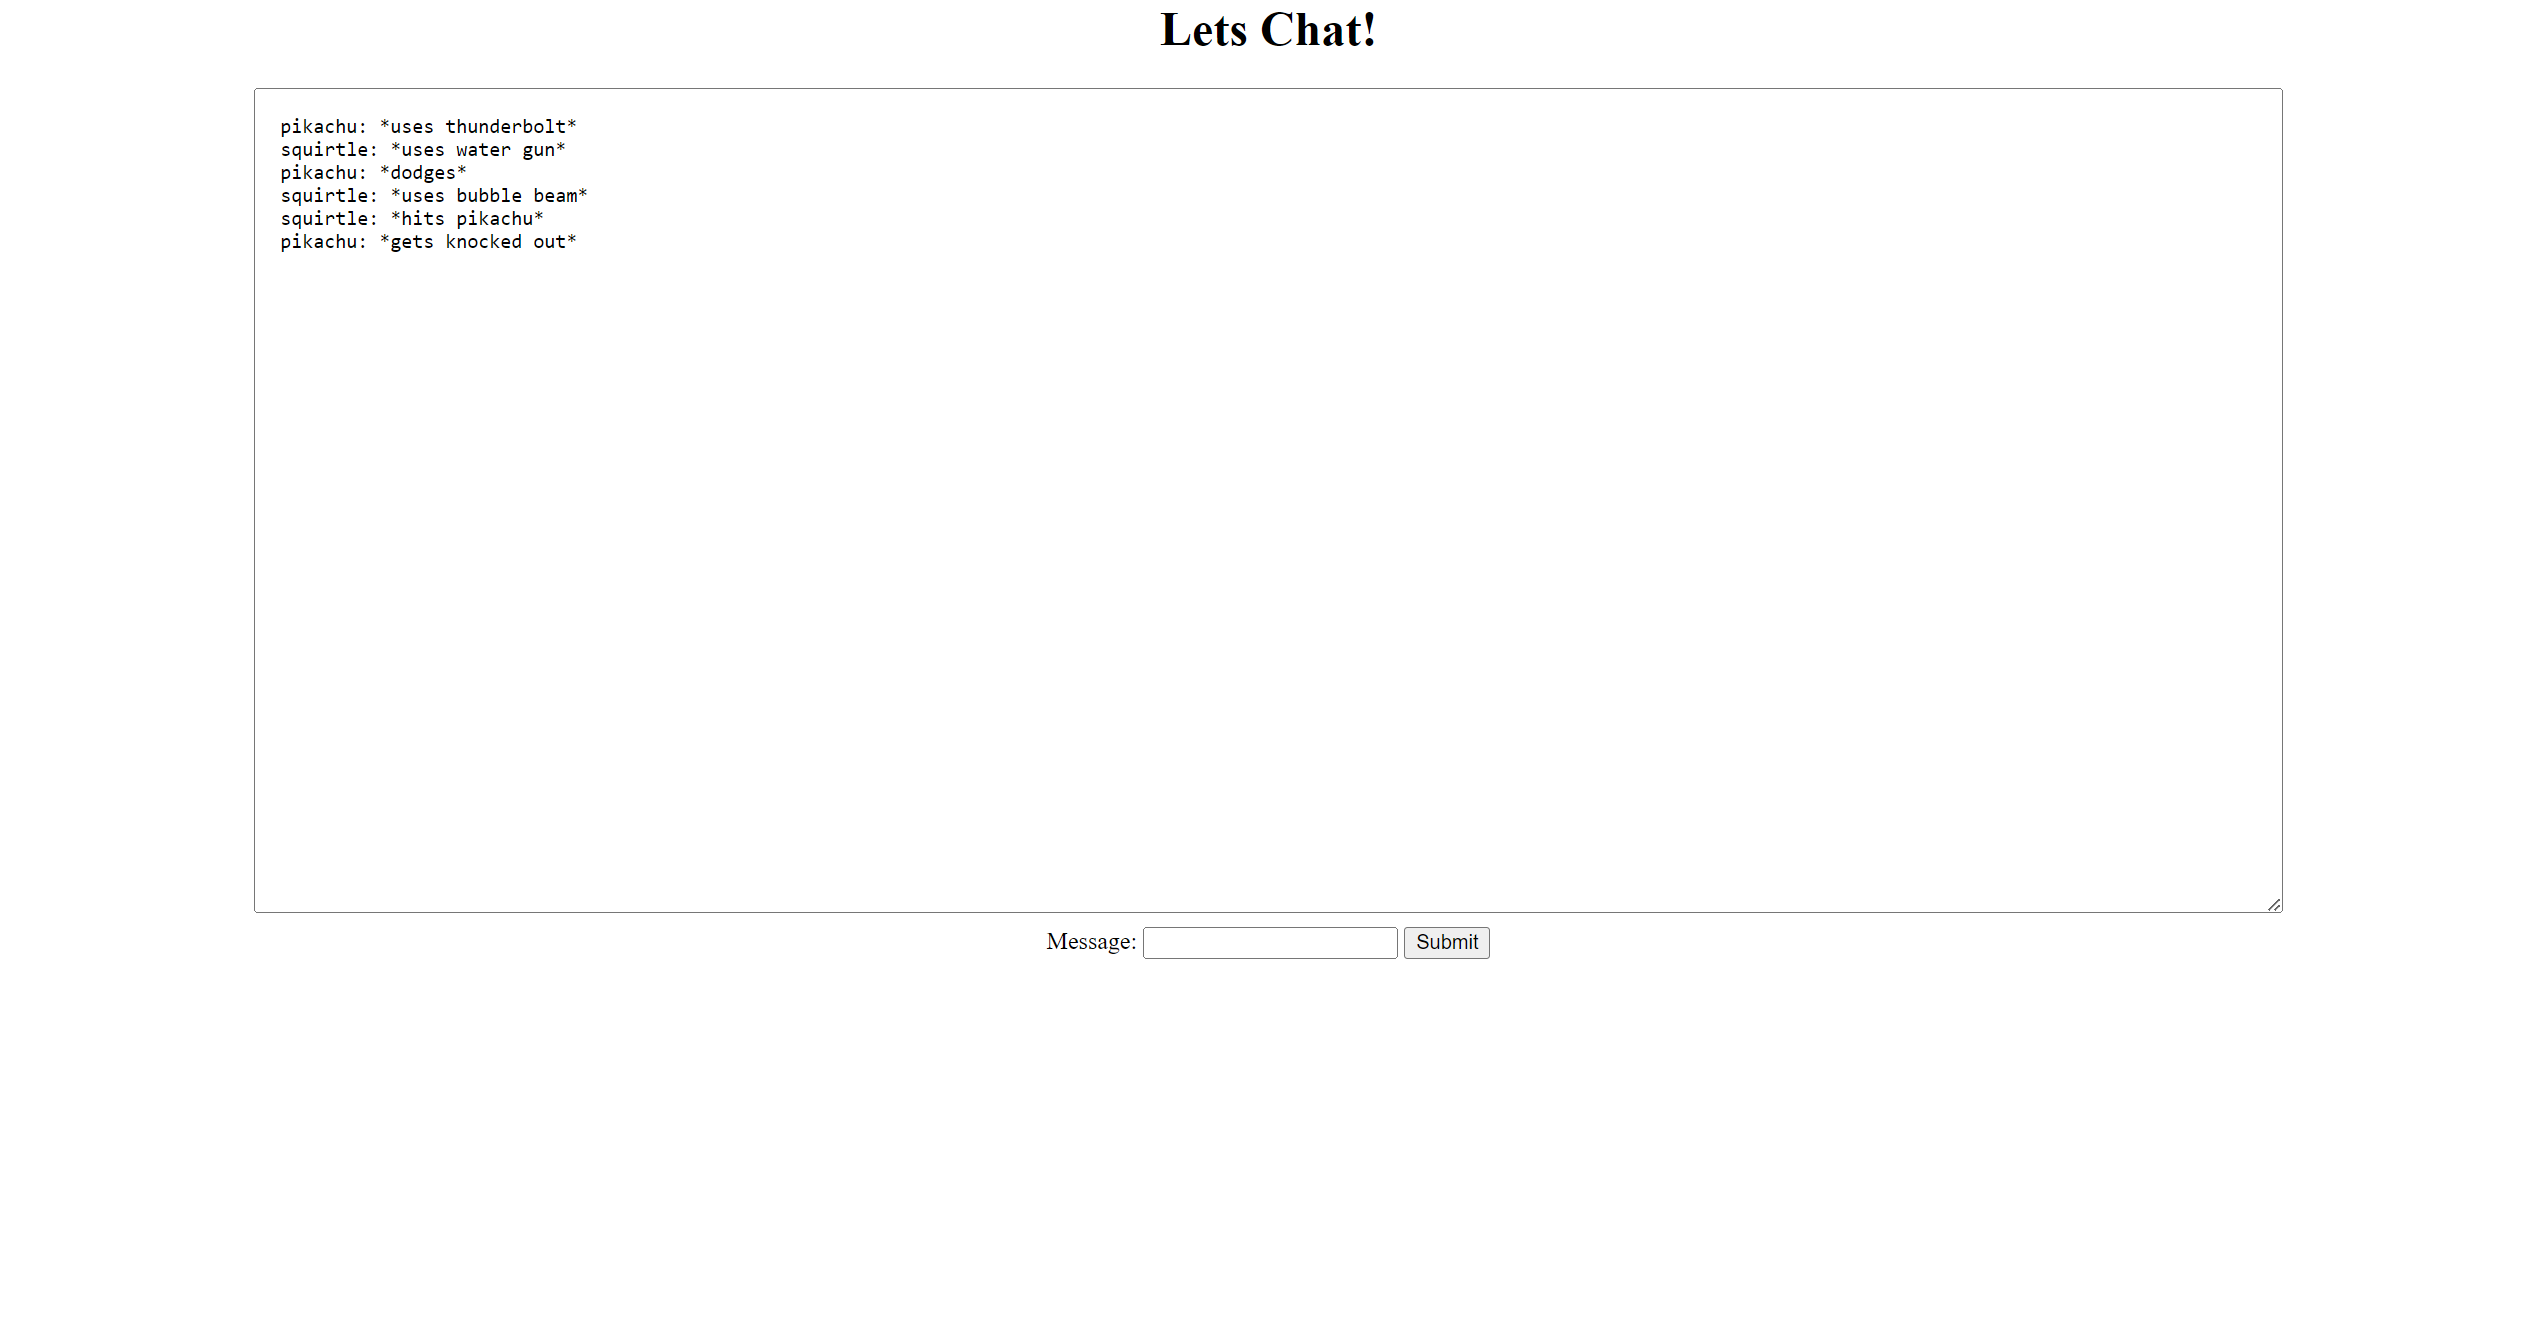 Lets Chat!
pikachu: *uses thunderbolt*
squirtle: *uses water gun*
pikachu: *dodges*
squirtle: *uses bubble beam*
squirtle: *hits pikachu*
pikachu: *gets knocked out*
Message: Submit